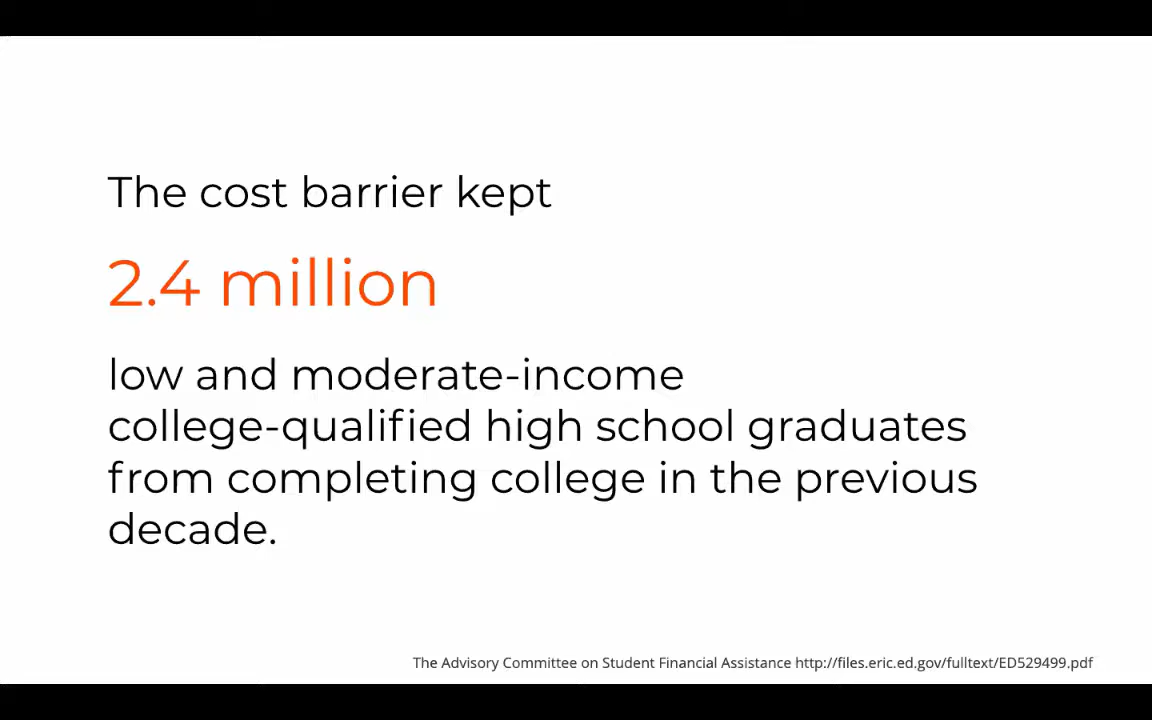 The cost barrier kept
2.4 million
low and moderate-income
college-qualified high school graduates
from completing college in the previous
decade.
The Advisory Committee on Student Financial Assistance http://files.eric.ed.gov/fulltext/ED529499.pdf